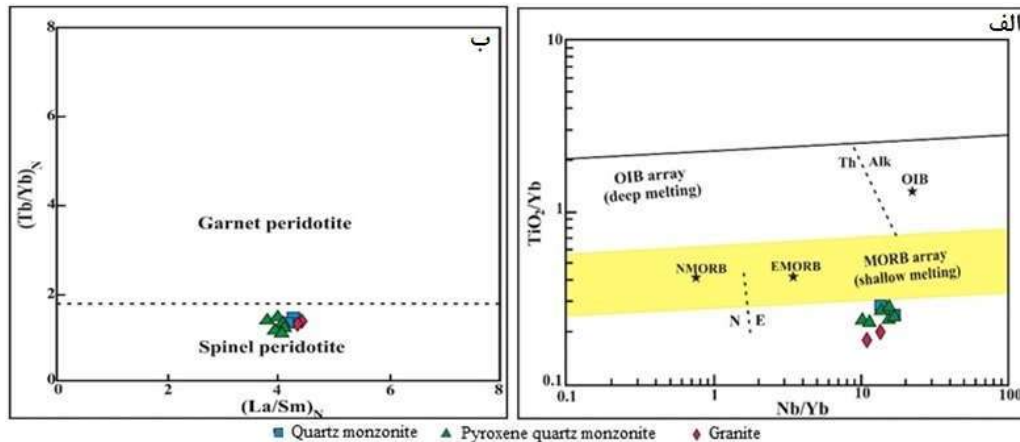 ب
8
6
4
2
0
(Tb/Yb)N
Garnet peridotite
Spinel peridotite
0 2 4 6 8
(La/Sm)N
الف
10
1
0.1
TiO2/Yb
OIB array
(deep melting)
Th Alk
OIB
MORB array
(shallow melting)
NMORB
EMORB
N E
0.1 1 10 100
Nb/Yb
Quartz monzonite Pyroxene quartz monzonite Granite